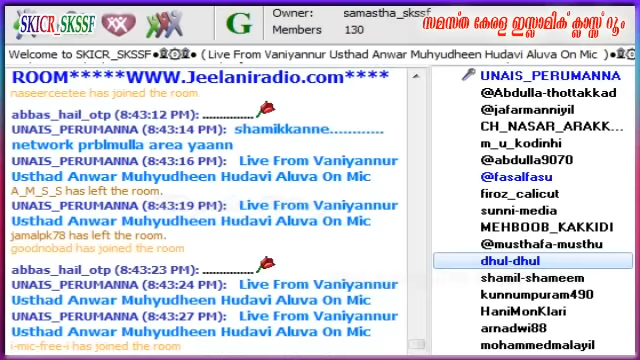 SKICR_SKSSF
G
Owner: samastha_skssf
Members 130
സമസ്ത കേരള ഇസ്ലാമിക് ക്ലാസ്സ് റൂം
Welcome to SKICR_SKSSF ( Live From Vaniyannur Usthad Anwar Muhyudheen Hudavi Aluva On Mic )
ROOM*****WWW.Jeelaniradio.com****
naseerceetee has joined the room
abbas_hail_otp (8:43:12 PM): ...............
UNAIS_PERUMANNA (8:43:14 PM): shamikkanne............
network prblmulla area yaann
UNAIS_PERUMANNA (8:43:16 PM): Live From Vaniyannur
Usthad Anwar Muhyudheen Hudavi Aluva On Mic
A_M_S_S has left the room.
UNAIS_PERUMANNA (8:43:19 PM): Live From Vaniyannur
Usthad Anwar Muhyudheen Hudavi Aluva On Mic
jamalpk78 has left the room.
goodnobad has joined the room
abbas_hail_otp (8:43:23 PM): ...............
UNAIS_PERUMANNA (8:43:24 PM): Live From Vaniyannur
Usthad Anwar Muhyudheen Hudavi Aluva On Mic
UNAIS_PERUMANNA (8:43:27 PM): Live From Vaniyannur
Usthad Anwar Muhyudheen Hudavi Aluva On Mic
i-mic-free-i has joined the room
UNAIS_PERUMANNA
@Abdulla-thottakkad
@jafarmanniyil
CH_NASAR_ARAKK...
m_u_kodinhi
@abdulla9070
@fasalfasu
firoz_calicut
sunni-media
MEHBOOB_KAKKIDI
@musthafa-musthu
dhul-dhul
shamil-shameem
kunnumpuram490
HaniMonKlari
arnadwi88
mohammedmalayil